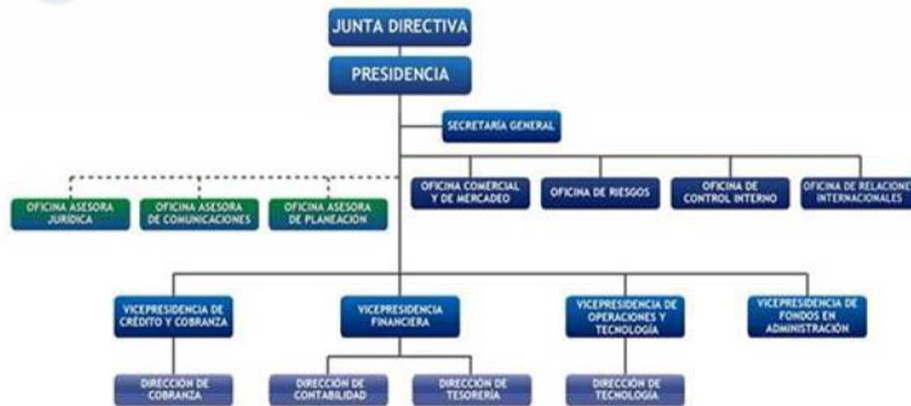 JUNTA DIRECTIVA
PRESIDENCIA
SECRETARÍA GENERAL
OFICINA COMERCIAL
Y DE MERCADEO
OFICINA DE RIESGOS
OFICINA DE
CONTROL INTERNO
OFICINA DE RELACIONE
INTERNACIONALES
OFICINA ASESORA
JURÍDICA
OFICINA ASESORA
DE COMUNICACIONES
OFICINA ASESORA
DE PLANEACIÓN
VICEPRESIDENCIA DE
CRÉDITO Y COBRANZA
VICEPRESIDENCIA
FINANCIERA
VICEPRESIDENCIA DE
OPERACIONES Y
TECNOLOGÍA
VICEPRESIDENCIA DE
FONDOS EN
ADMINISTRACIÓN
DIRECCIÓN DE
COBRANZA
DIRECCIÓN DE
CONTABILIDAD
DIRECCIÓN DE
TESORERÍA
DIRECCIÓN DE
TECNOLOGÍA